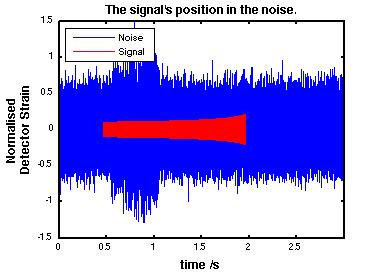 The signal's position in the noise.
1.5
Noise
Signal
1
0.5
0
-0.5
-1
-1.5
Normalised
Detector Strain
0 0.5 1 1.5 2 2.5
time /s